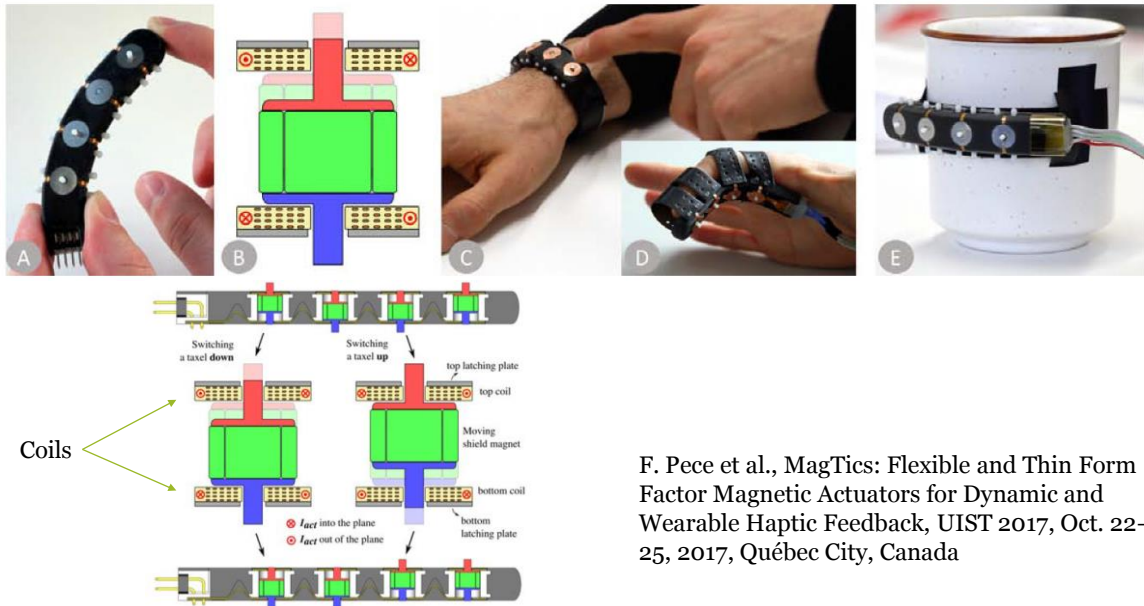 A
B
C
D
E
Switching
a taxel down
Switching
a taxel up
top latching plate
top coil
Moving
shield magnet
bottom coil
bottom
latching plate
I_act into the plane
I_act out of the plane
Coils
F. Pece et al., MagTics: Flexible and Thin Form
Factor Magnetic Actuators for Dynamic and
Wearable Haptic Feedback, UIST 2017, Oct. 22-
25, 2017, Québec City, Canada